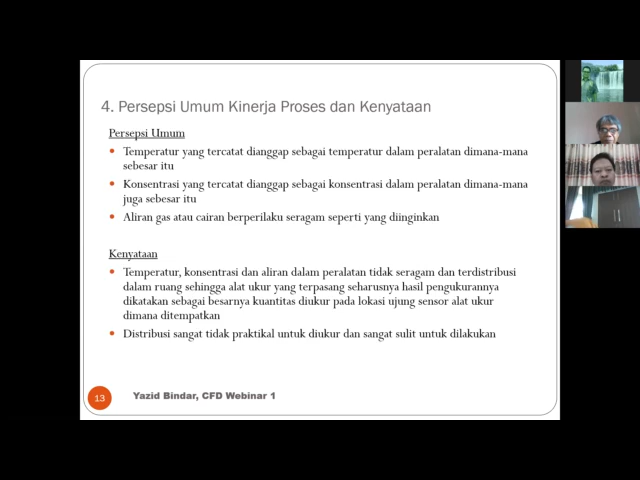 4. Persepsi Umum Kinerja Proses dan Kenyataan
Persepsi Umum
• Temperatur yang tercatat dianggap sebagai temperatur dalam peralatan dimana-mana
sebesar itu
• Konsentrasi yang tercatat dianggap sebagai konsentrasi dalam peralatan dimana-mana
juga sebesar itu
• Aliran gas atau cairan berperilaku seragam seperti yang diinginkan
Kenyataan
• Temperatur, konsentrasi dan aliran dalam peralatan tidak seragam dan terdistribusi
dalam ruang sehingga alat ukur yang terpasang seharusnya hasil pengukurannya
dikatakan sebagai besarnya kuantitas diukur pada lokasi ujung sensor alat ukur
dimana ditempatkan
▪ Distribusi sangat tidak praktikal untuk diukur dan sangat sulit untuk dilakukan
13
Yazid Bindar, CFD Webinar 1